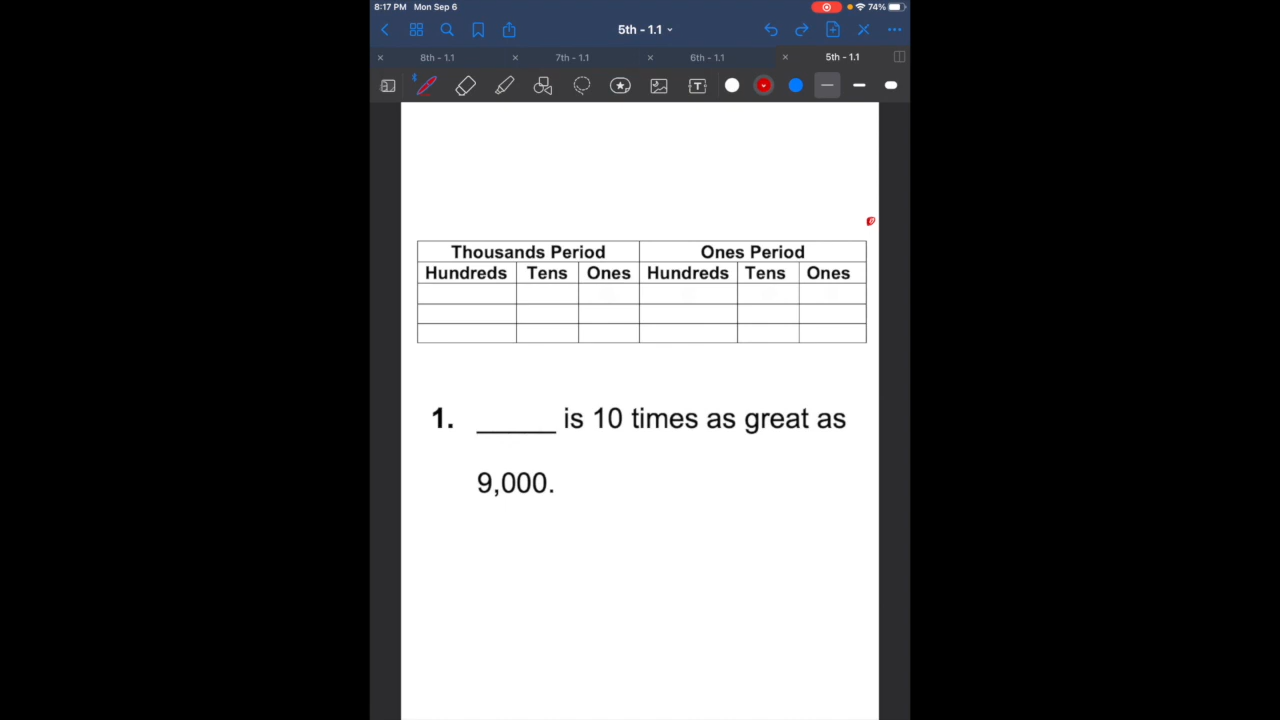 8:17 PM Mon Sep 6
74%
5th - 1.1
8th - 1.1
7th - 1.1
6th - 1.1
5th - 1.1
T
Thousands Period Ones Period
Hundreds Tens Ones Hundreds Tens Ones
1. _____ is 10 times as great as
9,000.